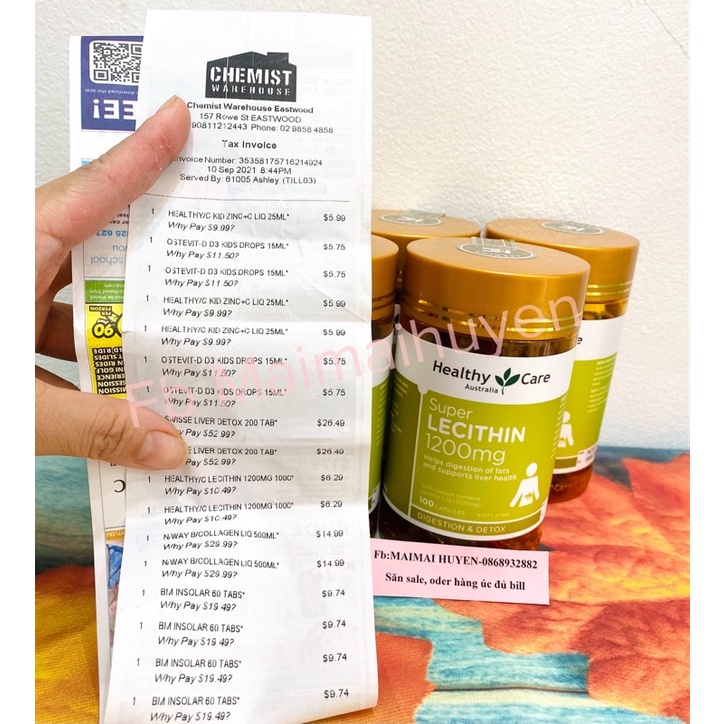 CHEMIST
WAREHOUSE
Chemist Warehouse Eastwood
157 Rowe St EASTWOOD
90811212443 Phone: 02 9858 4858
Tax Invoice
Invoice Number: 35358175716214924
10 Sep 2021 8:44PM
Served By: 61005 Ashley (TILL03)
1 HEALTHY/C KID ZINC+C LIQ 25ML* $5.99
Why Pay $9.99?
1 OSTEVIT-D D3 KIDS DROPS 15ML* $5.75
Why Pay $11.50?
1 OSTEVIT-D D3 KIDS DROPS 15ML* $5.75
Why Pay $11.50?
1 HEALTHY/C KID ZINC+C LIQ 25ML* $5.99
Why Pay $9.99?
1 HEALTHY/C KID ZINC+C LIQ 25ML* $5.99
Why Pay $9.99?
1 OSTEVIT-D D3 KIDS DROPS 15ML* $5.75
Why Pay $11.50?
1 OSTEVIT-D D3 KIDS DROPS 15ML* $5.75
Why Pay $11.50?
SWISSE LIVER DETOX 200 TAB* $26.49
Pay $52.99?
LIVER DETOX 200 TAB* $26.49
Pay $52.99?
1 HEALTHY/C LECITHIN 1200MG 100C* $6.29
Why Pay $10.49?
1 HEALTHY/C LECITHIN 1200MG 100C* $6.29
Why Pay $10.49?
1 N/WAY B/COLLAGEN LIQ 500ML* $14.99
Why Pay $29.99?
1 N/WAY B/COLLAGEN LIQ 500ML* $14.99
Why Pay $29.99?
1 BM INSOLAR 60 TABS* $9.74
Why Pay $19.49?
1 BM INSOLAR 60 TABS* $9.74
Why Pay $19.49?
1 BM INSOLAR 60 TABS* $9.74
Why Pay $19.49?
1 BM INSOLAR 60 TABS* $9.74
Why Pay $19.49?
Fb: Maimaihuyen
Healthy Care
Australia
Super
LECITHIN
1200mg
Helps digestion of fats
and supports liver health
100 CAPSULES
DIGESTION & DETOX
Fb:MAIMAI HUYEN-0868932882
Săn sale, oder hàng úc đủ bill